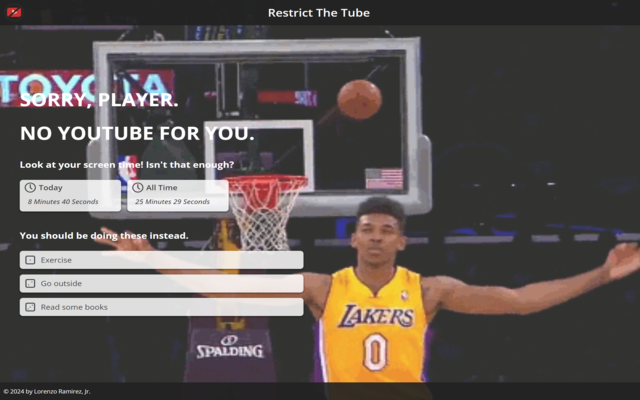 Restrict The Tube
TOYOTA
SORRY, PLAYER.
NO YOUTUBE FOR YOU.
Look at your screen time! Isn't that enough?
Today
8 Minutes 40 Seconds
All Time
25 Minutes 29 Seconds
You should be doing these instead.
Exercise
Go outside
Read some books
LAKERS
0
SPALDING
© 2024 by Lorenzo Ramirez, Jr.